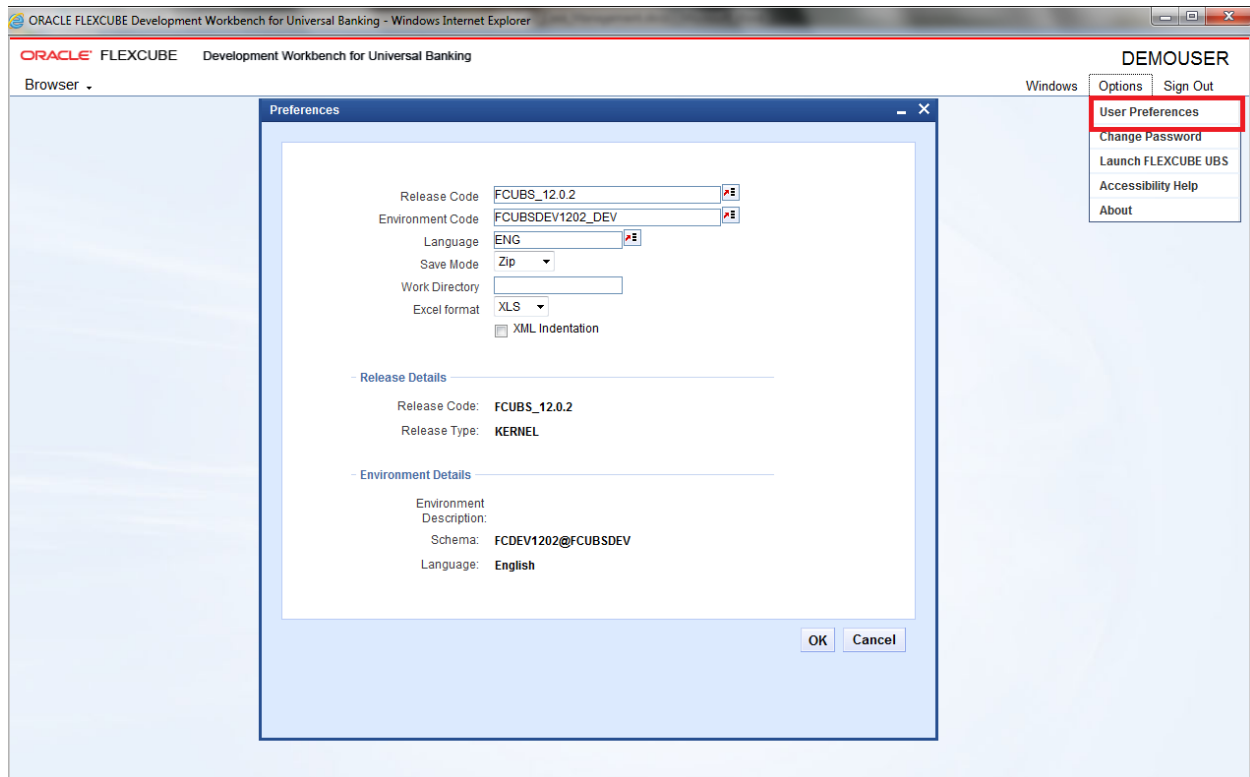 ORACLE FLEXCUBE Development Workbench for Universal Banking - Windows Internet Explorer
ORACLE FLEXCUBE Development Workbench for Universal Banking
DEMOUSER
Browser
Windows Options Sign Out
User Preferences
Change Password
Launch FLEXCUBE UBS
Accessibility Help
About
Preferences
Release Code FCUBS_12.0.2
Environment Code FCUBSDEV1202_DEV
Language ENG
Save Mode Zip
Work Directory
Excel format XLS
XML Indentation
Release Details
Release Code: FCUBS_12.0.2
Release Type: KERNEL
Environment Details
Environment
Description:
Schema: FCDEV1202@FCUBSDEV
Language: English
OK Cancel